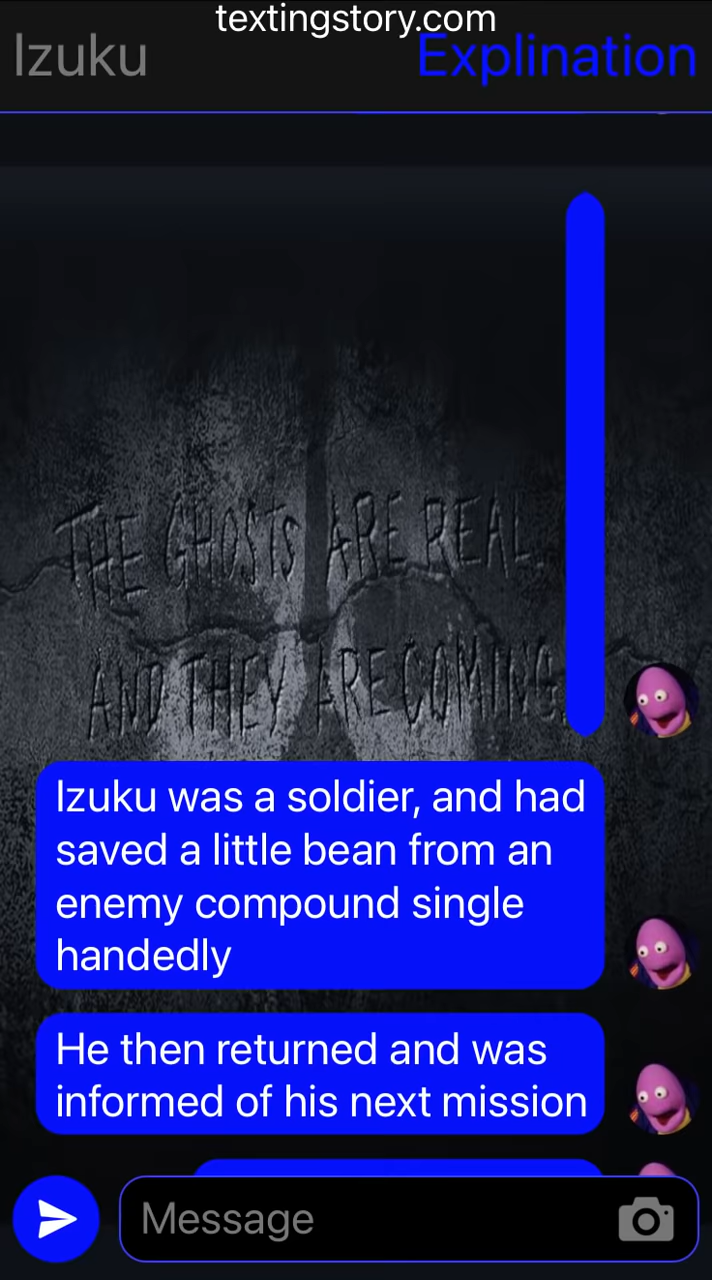 textingstory.com
Izuku
Explination
THE GHOSTS ARE REAL.
AND THEY ARE COMING.
Izuku was a soldier, and had
saved a little bean from an
enemy compound single
handedly
He then returned and was
informed of his next mission
Message